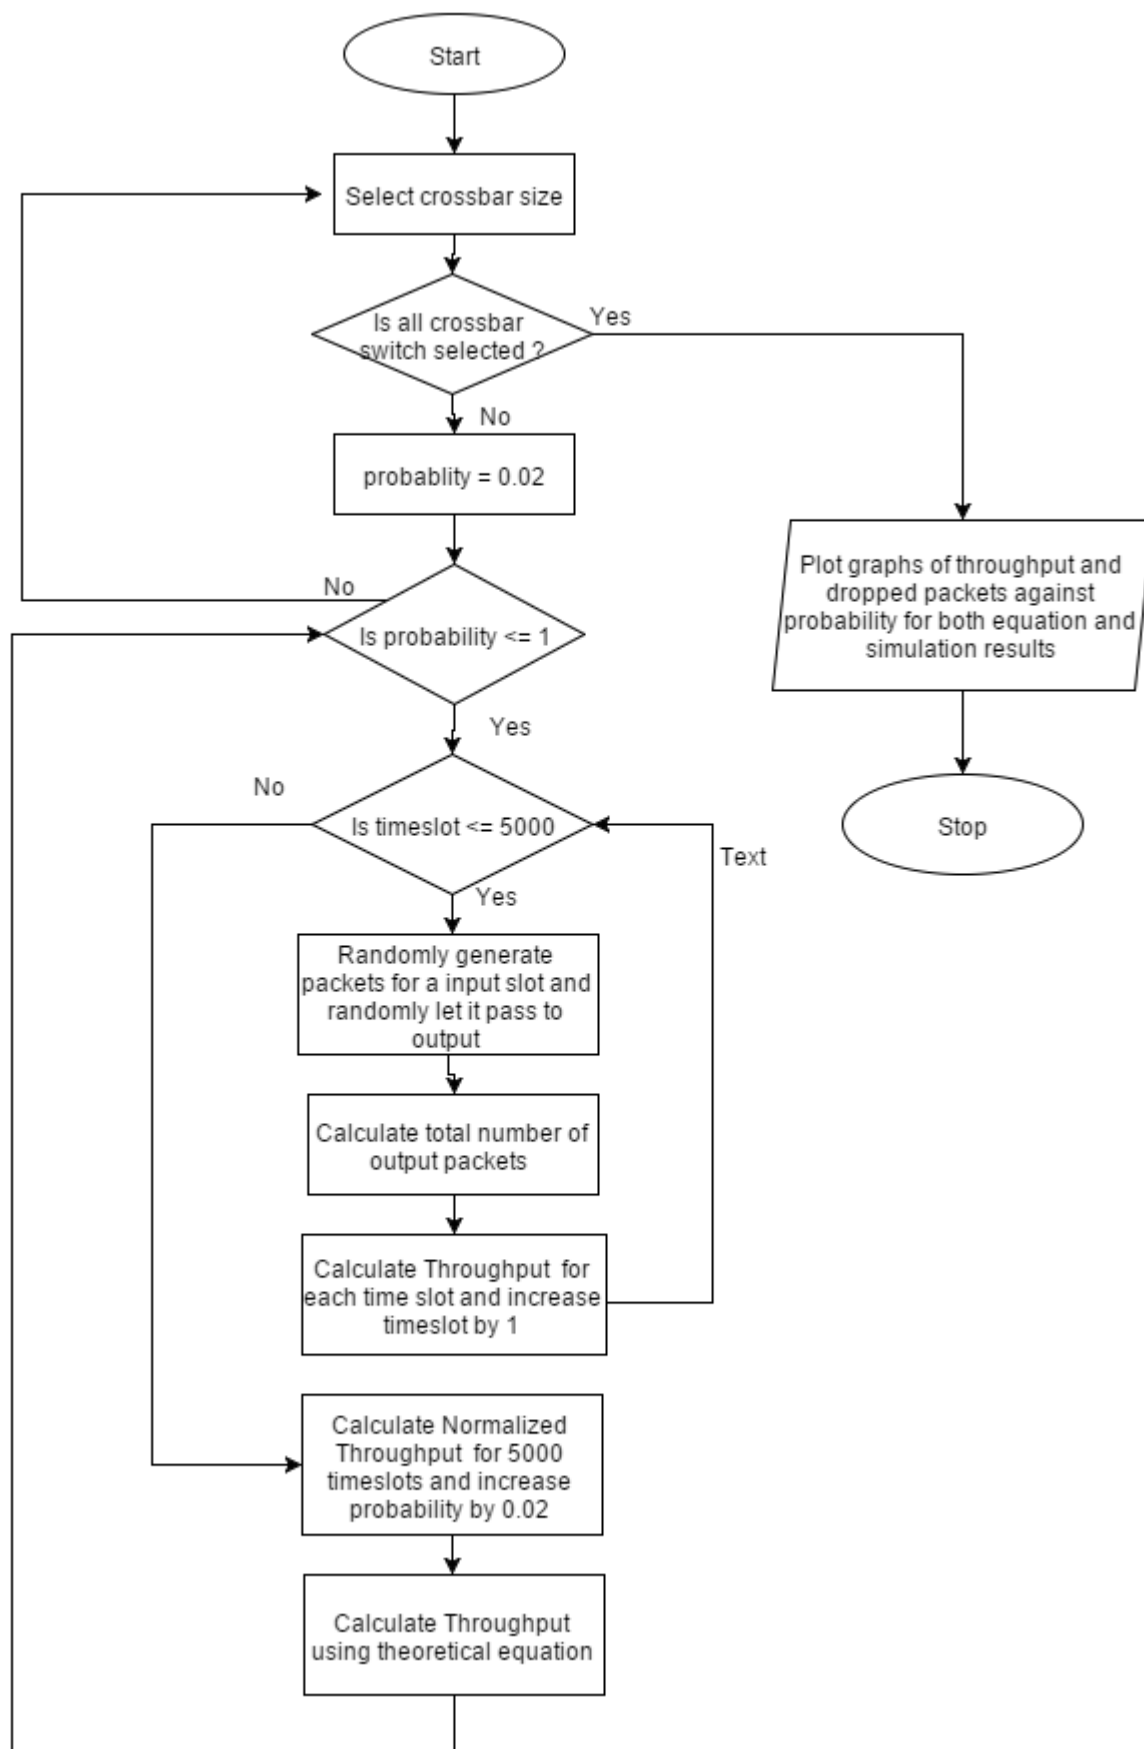 Start
Select crossbar size
Is all crossbar
switch selected ?
Yes
No
probablity = 0.02
No
Is probability <= 1
Plot graphs of throughput and
dropped packets against
probability for both equation and
simulation results
Yes
No
Is timeslot <= 5000
Stop
Text
Yes
Randomly generate
packets for a input slot and
randomly let it pass to
output
Calculate total number of
output packets
Calculate Throughput for
each time slot and increase
timeslot by 1
Calculate Normalized
Throughput for 5000
timeslots and increase
probability by 0.02
Calculate Throughput
using theoretical equation